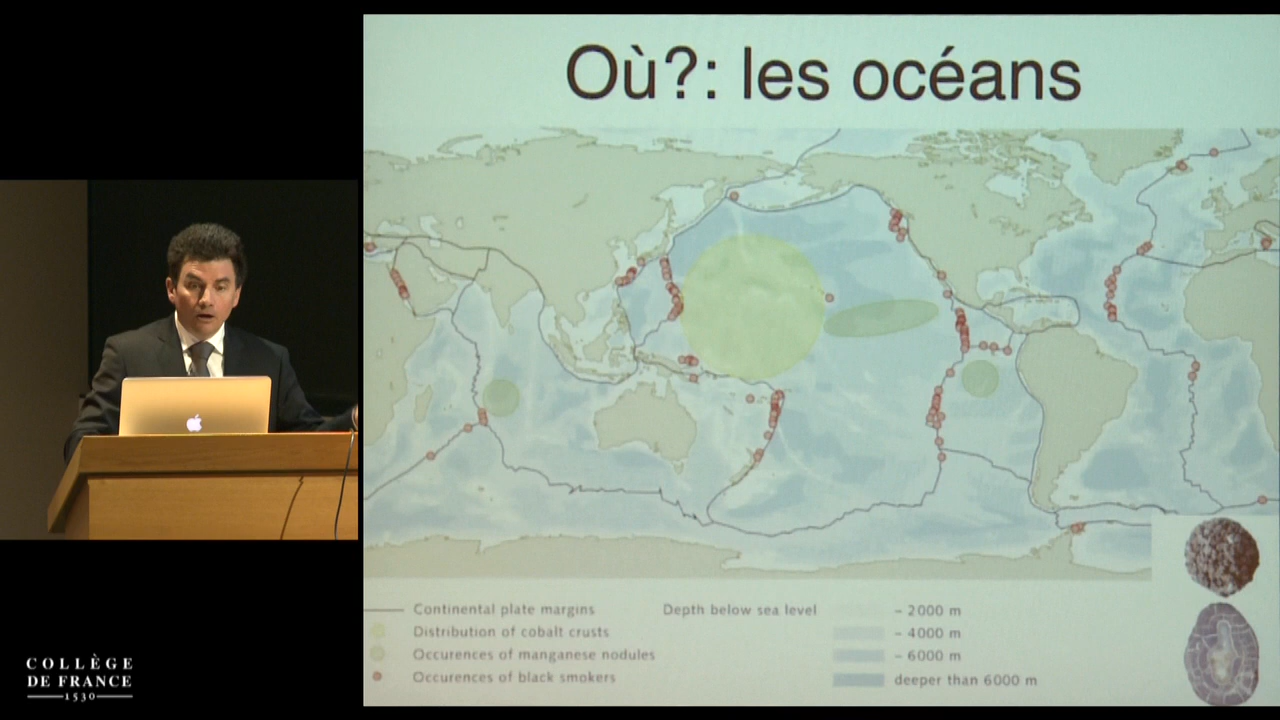 Où?: les océans
Continental plate margins
Distribution of cobalt crusts
Occurences of manganese nodules
Occurences of black smokers
Depth below sea level
– 2000 m
– 4000 m
– 6000 m
deeper than 6000 m
COLLÈGE
DE FRANCE
1530